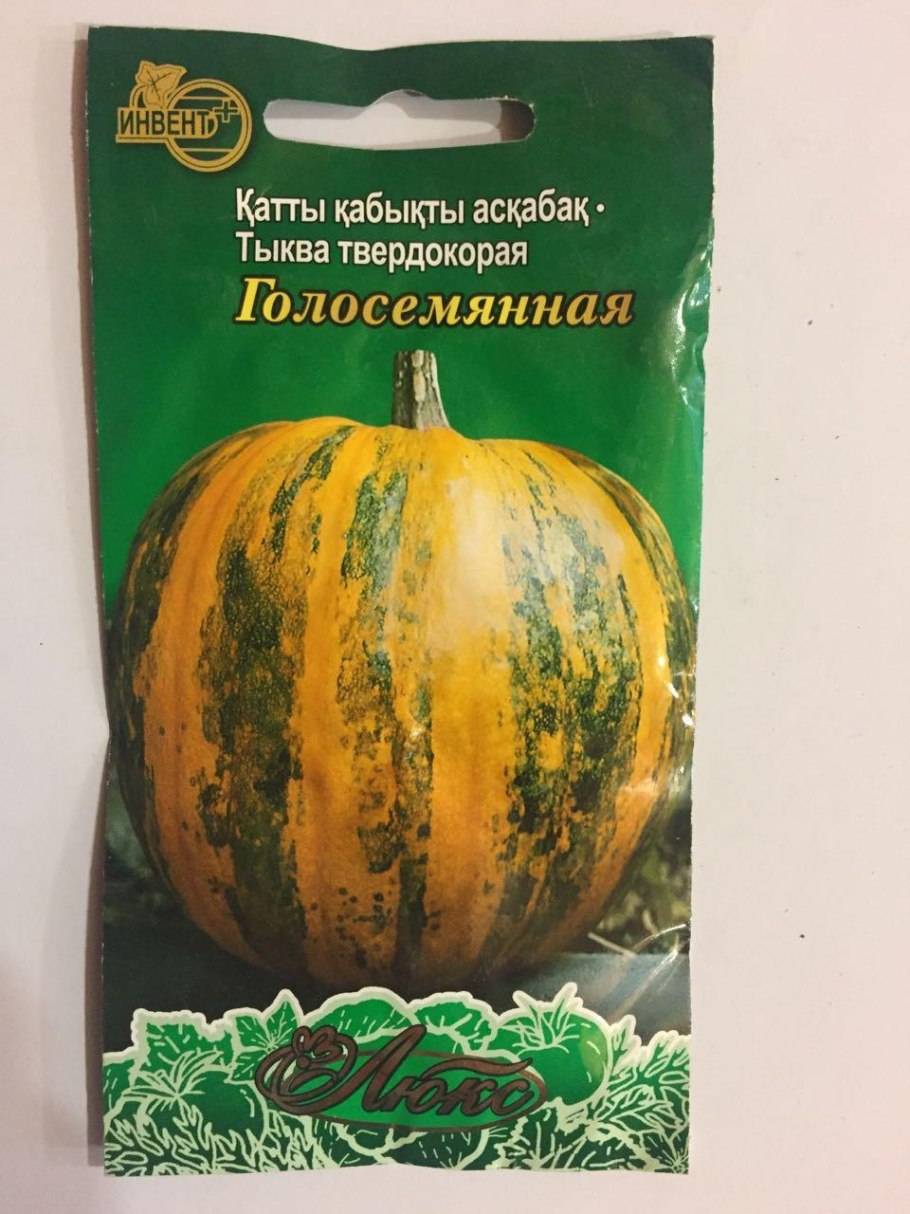 ИНВЕНТ+
Қатты қабықты асқабақ •
Тыква твердокорая
Голосемянная
Люкс